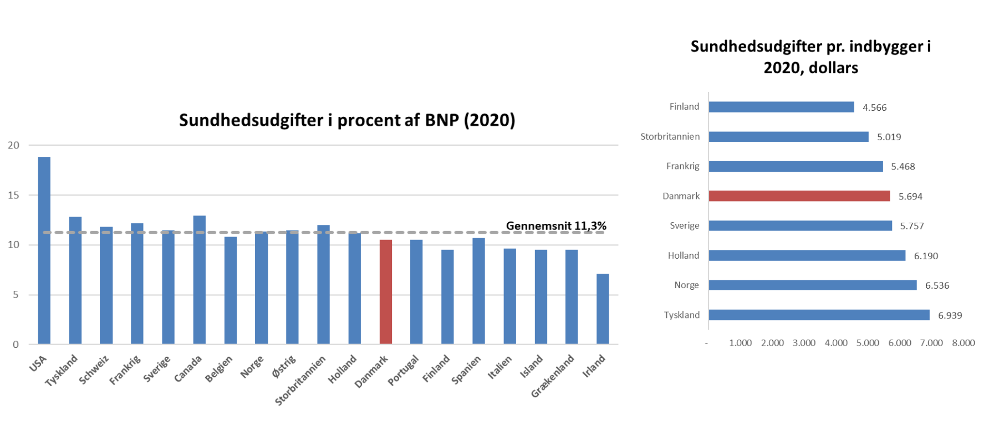 Sundhedsudgifter i procent af BNP (2020)
20
15
10
5
0
Gennemsnit 11,3%
USA
Tyskland
Schweiz
Frankrig
Sverige
Canada
Belgien
Norge
Østrig
Storbritannien
Holland
Danmark
Portugal
Finland
Spanien
Italien
Island
Grækenland
Irland
Sundhedsudgifter pr. indbygger i
2020, dollars
Finland 4.566
Storbritannien 5.019
Frankrig 5.468
Danmark 5.694
Sverige 5.757
Holland 6.190
Norge 6.536
Tyskland 6.939
- 1.000 2.000 3.000 4.000 5.000 6.000 7.000 8.000